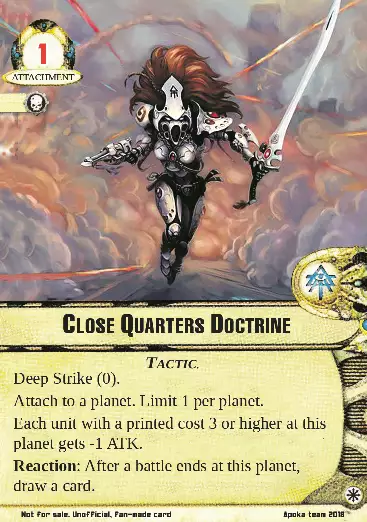 1
ATTACHMENT
CLOSE QUARTERS DOCTRINE
TACTIC.
Deep Strike (0).
Attach to a planet. Limit 1 per planet.
Each unit with a printed cost 3 or higher at this
planet gets -1 ATK.
Reaction: After a battle ends at this planet,
draw a card.
Not for sale. Unofficial. Fan-made card
Apoka team 2018